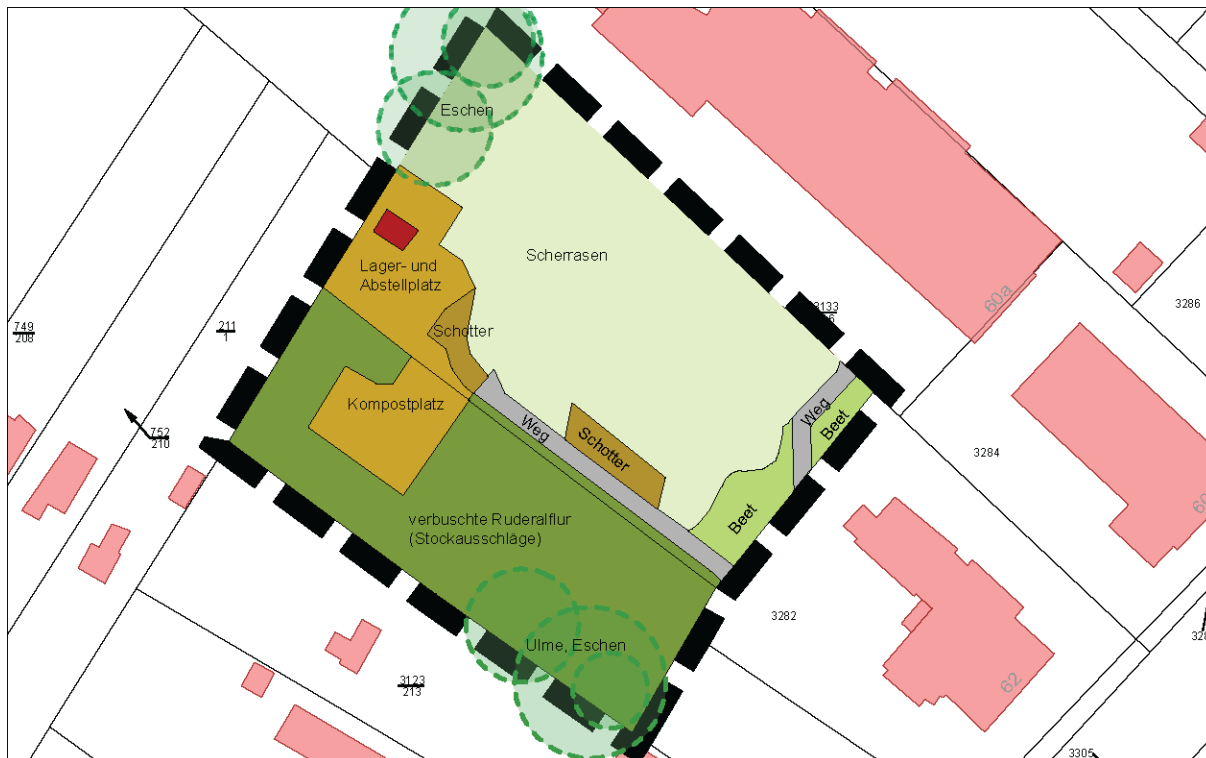 Eschen
Scherrasen
Lager- und
Abstellplatz
Schotter
Kompostplatz
Weg
Schotter
Weg
Beet
Beet
verbuschte Ruderalflur
(Stockausschläge)
Ulme, Eschen
749
208
211
1
752
210
3133
60a
3286
3284
3282
62
3123
213
3305